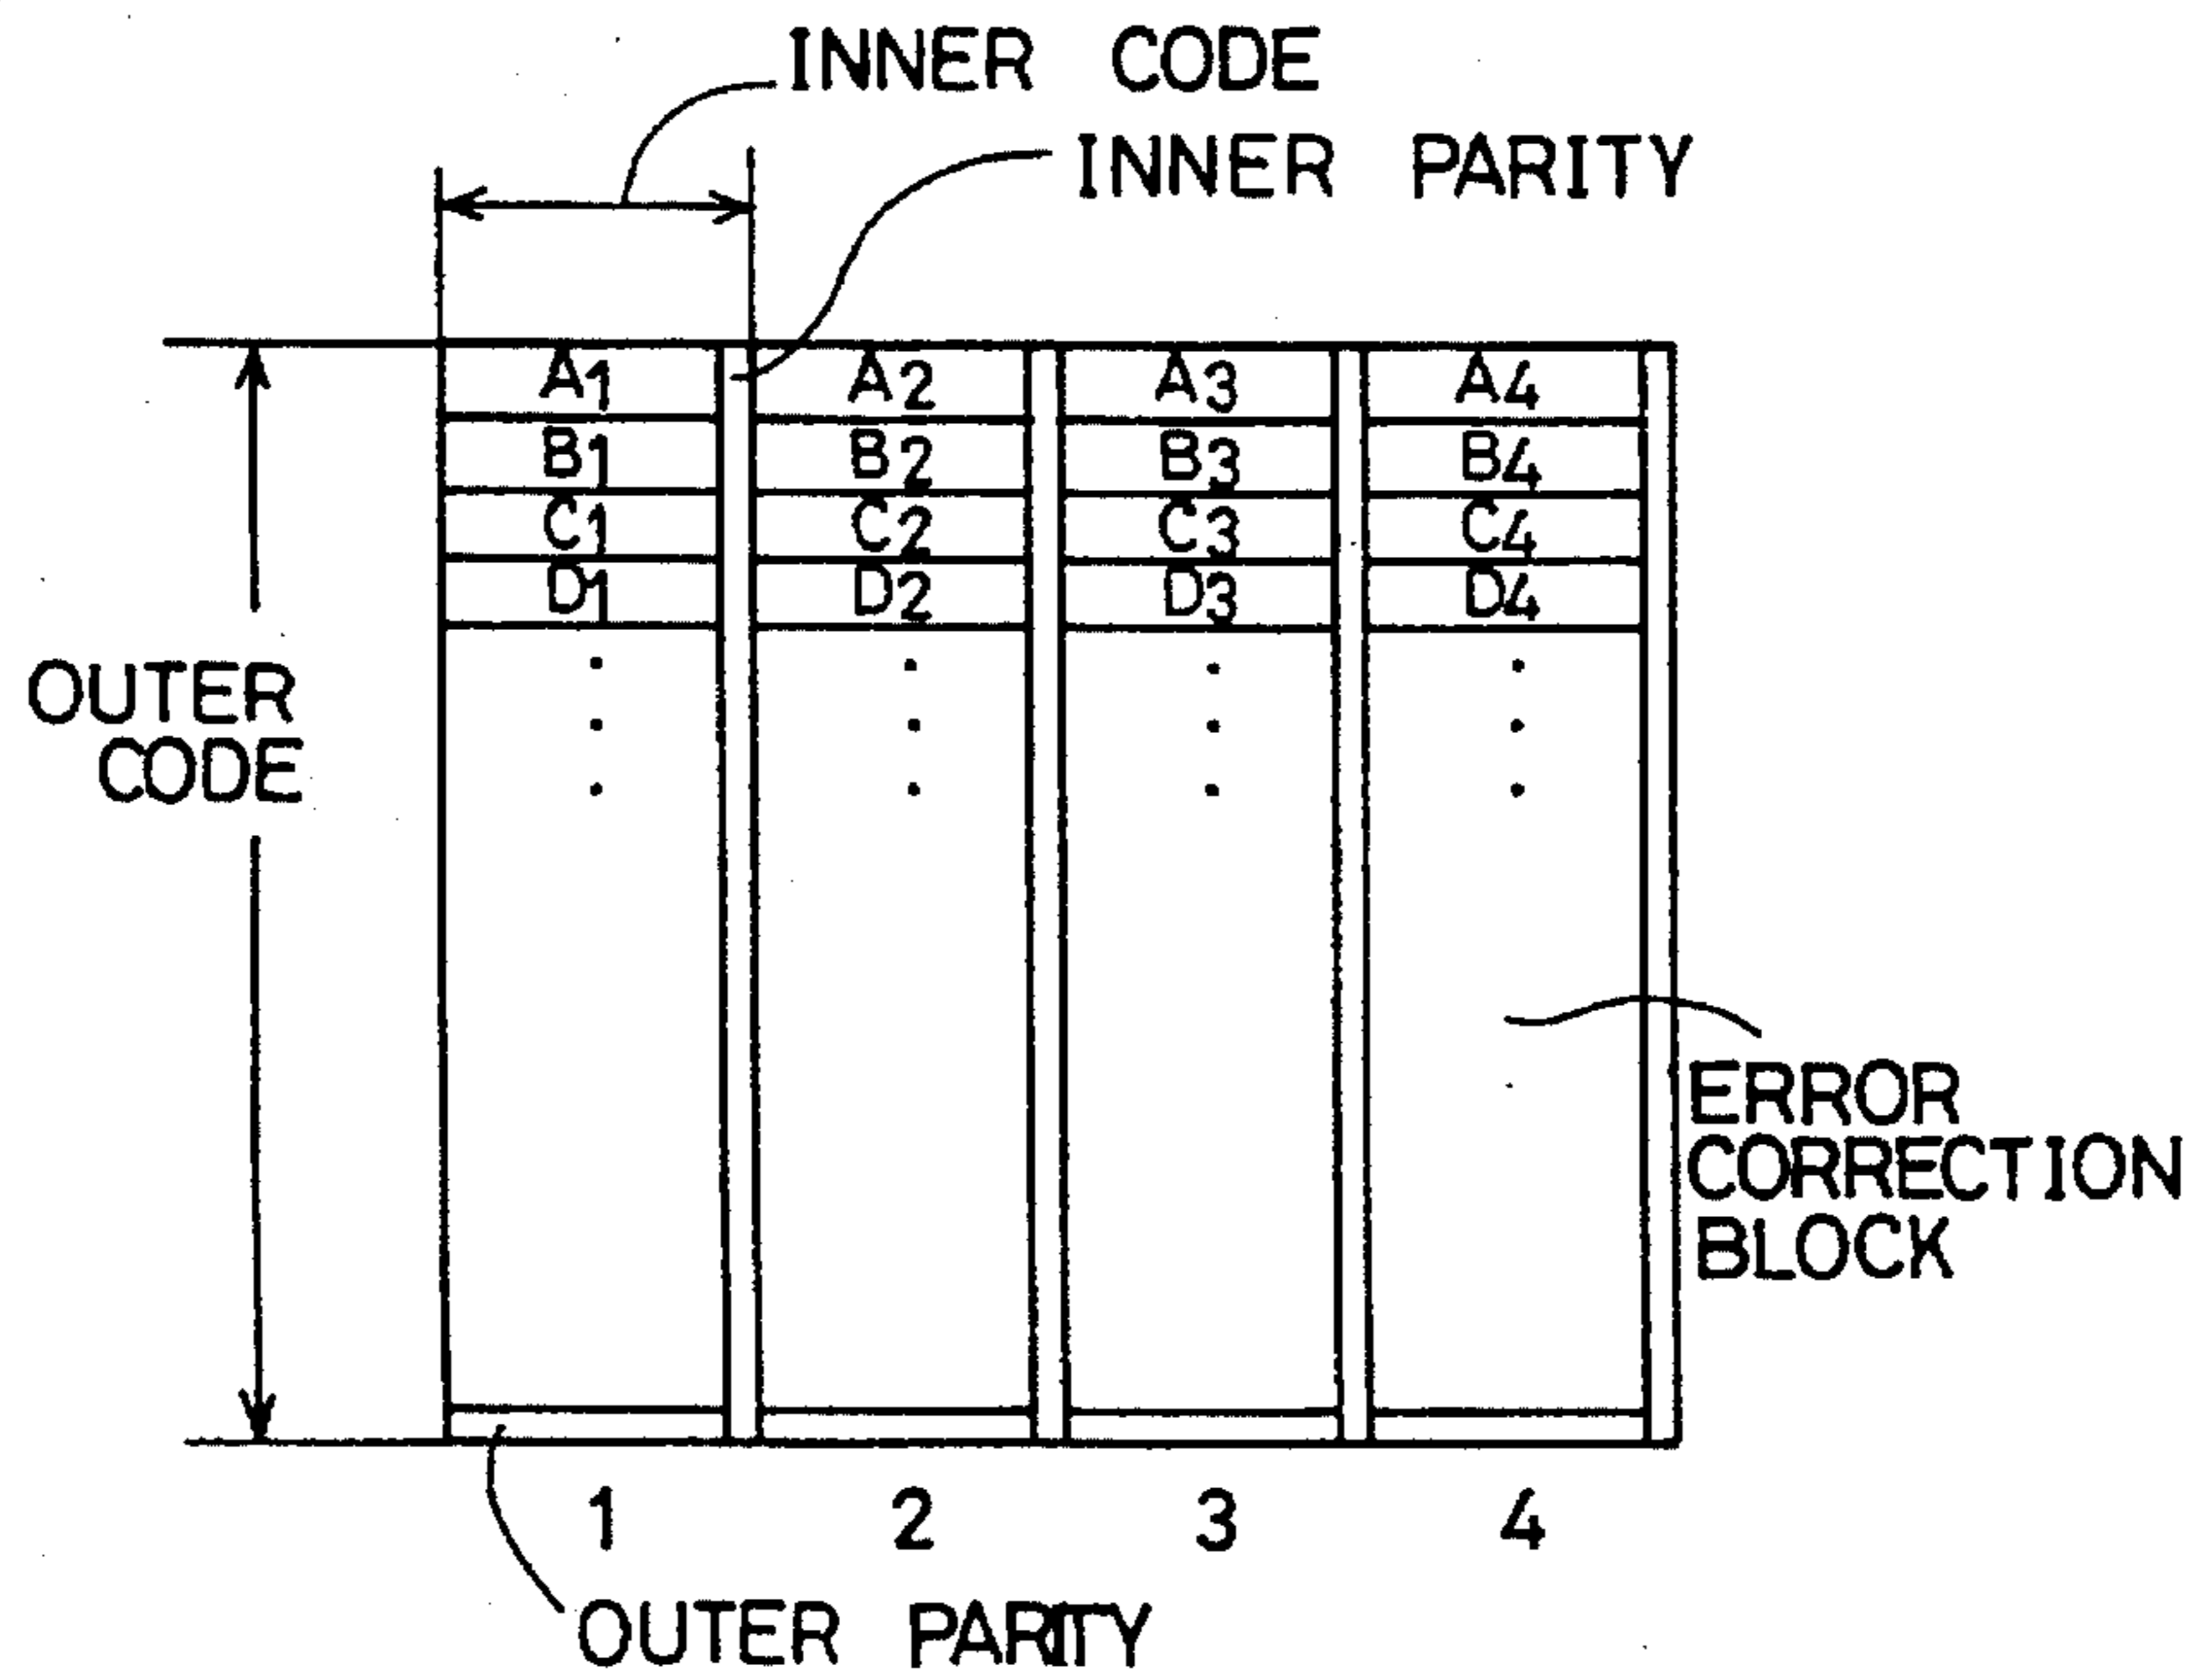 INNER CODE
INNER PARITY
A1 A2 A3 A4
B1 B2 B3 B4
C1 C2 C3 C4
D1 D2 D3 D4
OUTER
CODE
ERROR
CORRECTION
BLOCK
1 2 3 4
OUTER PARITY